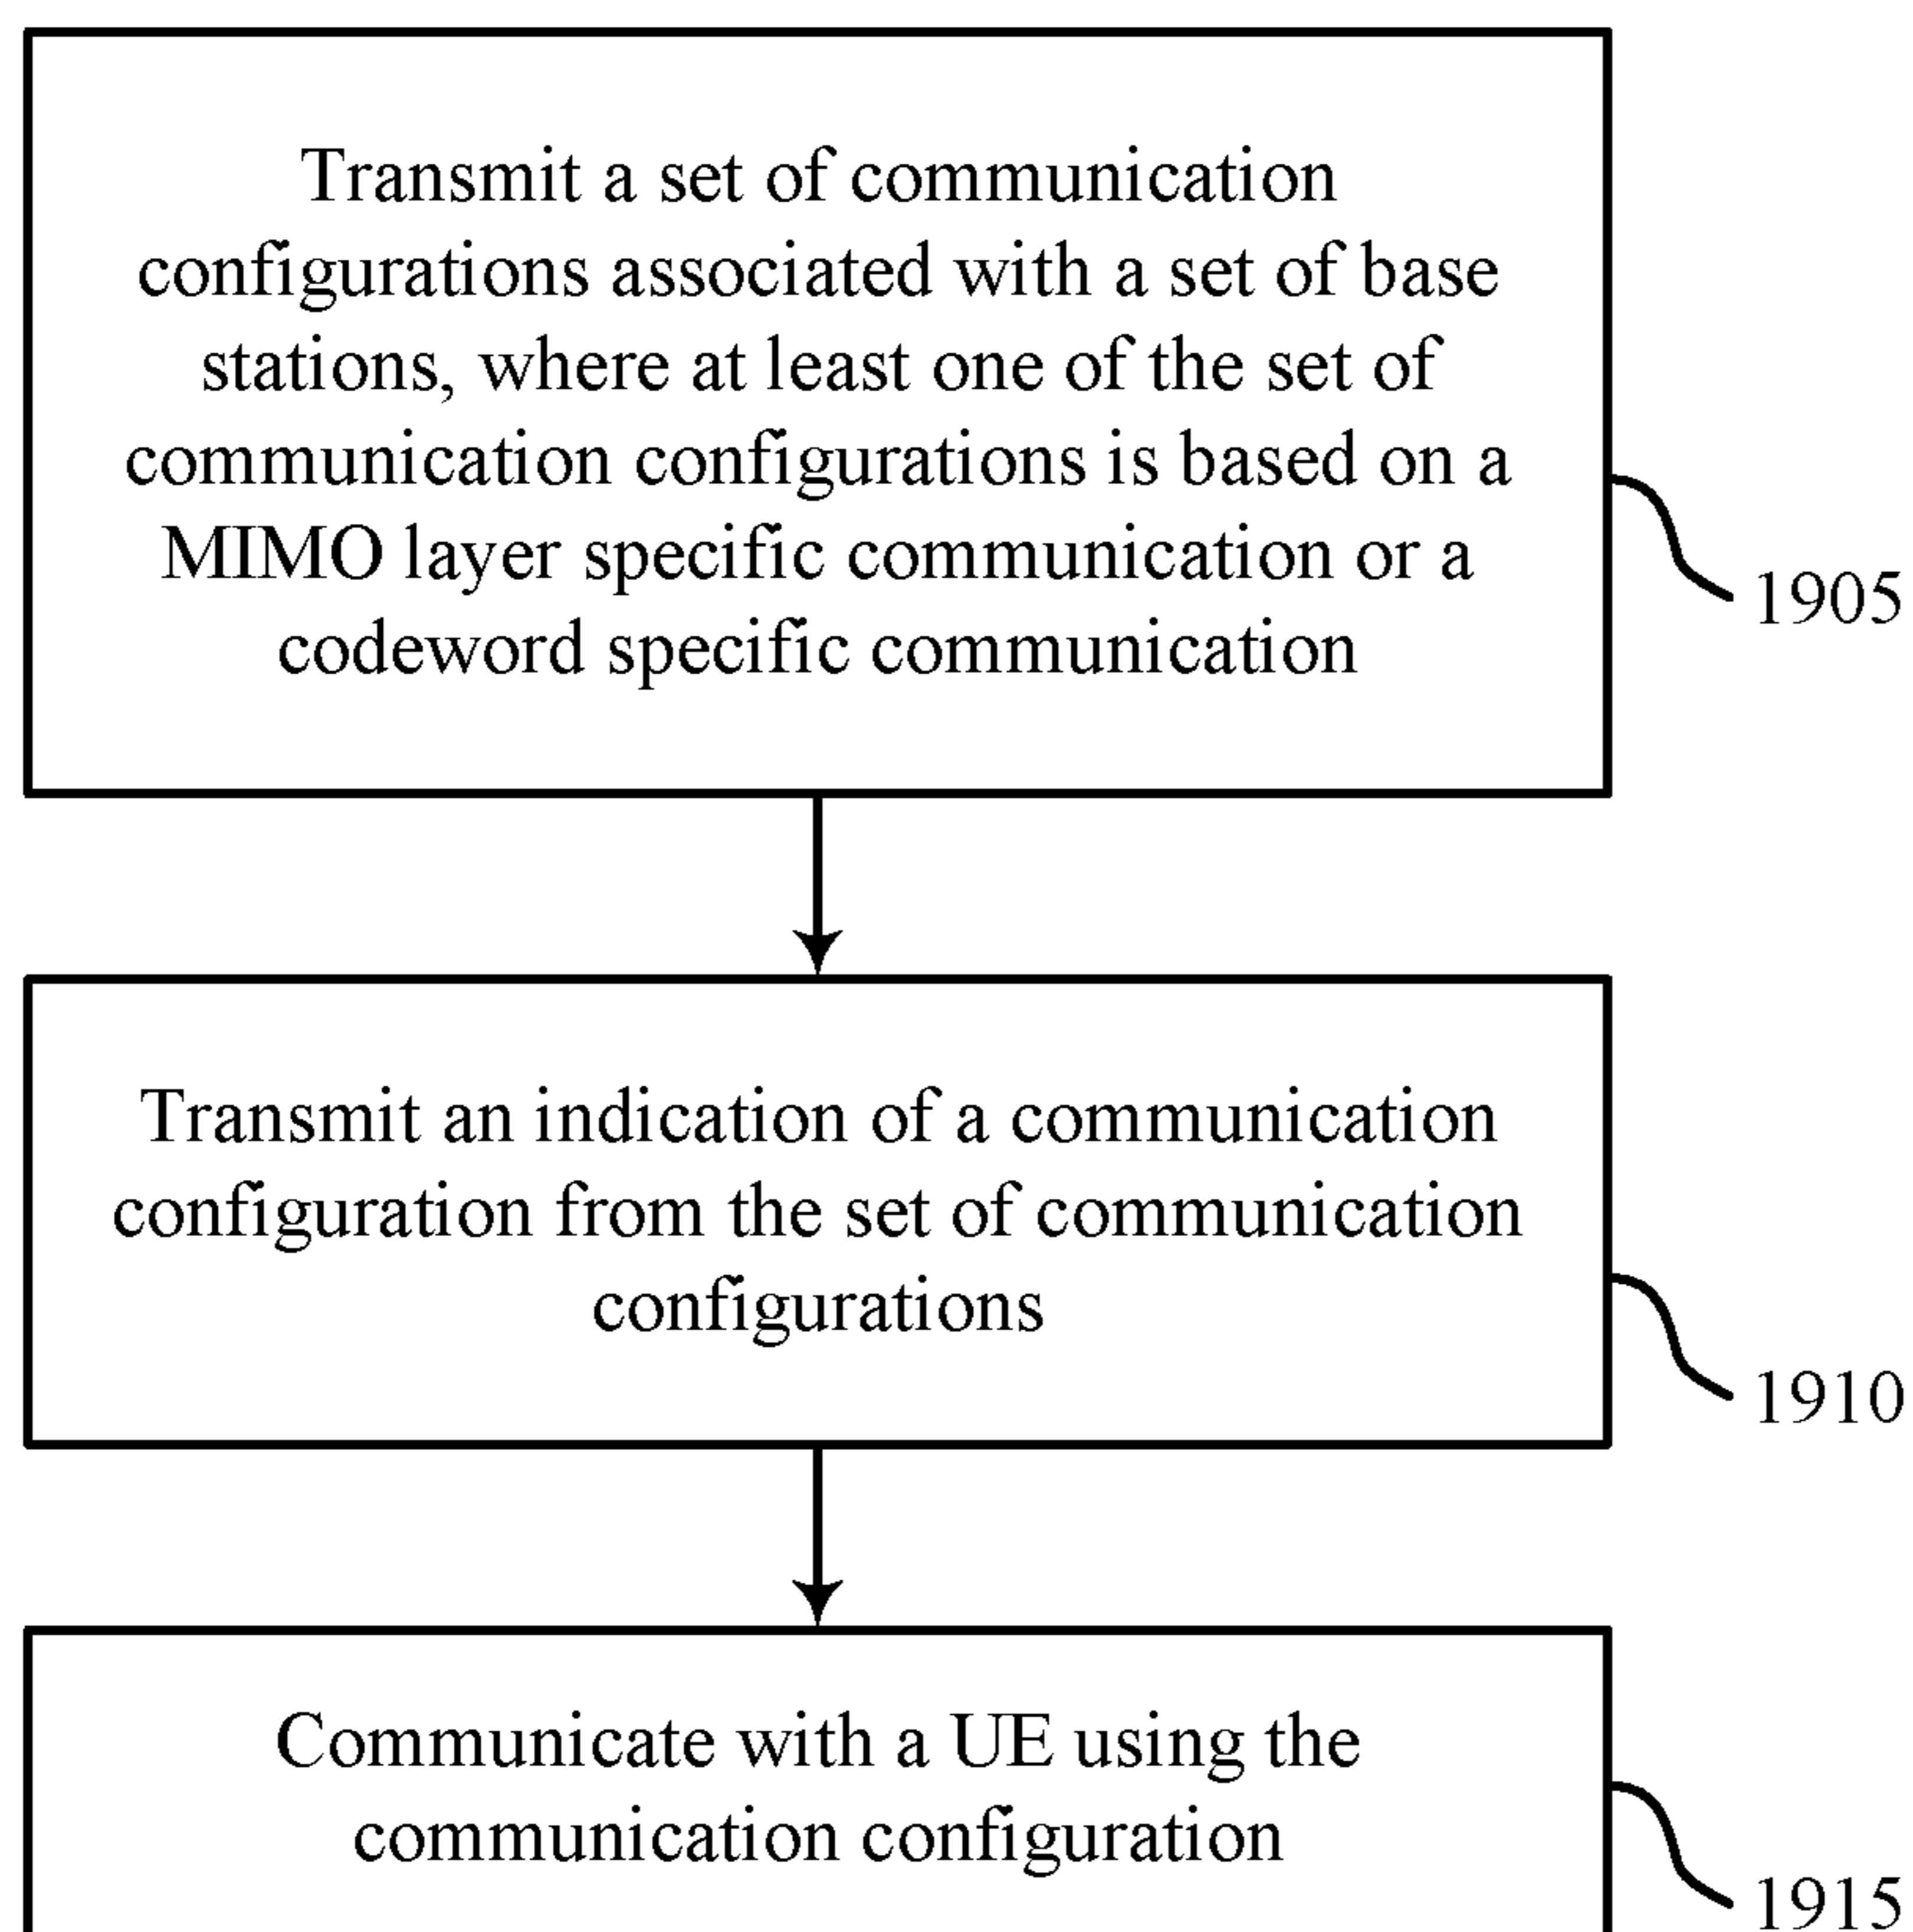 Transmit a set of communication
configurations associated with a set of base
stations, where at least one of the set of
communication configurations is based on a
MIMO layer specific communication or a
codeword specific communication
1905
Transmit an indication of a communication
configuration from the set of communication
configurations
1910
Communicate with a UE using the
communication configuration
1915